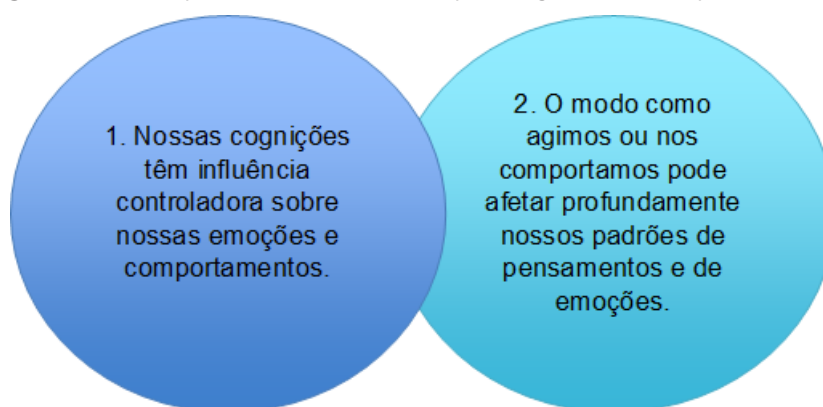 1. Nossas cognições
têm influência
controladora sobre
nossas emoções e
comportamentos.
2. O modo como
agimos ou nos
comportamos pode
afetar profundamente
nossos padrões de
pensamentos e de
emoções.